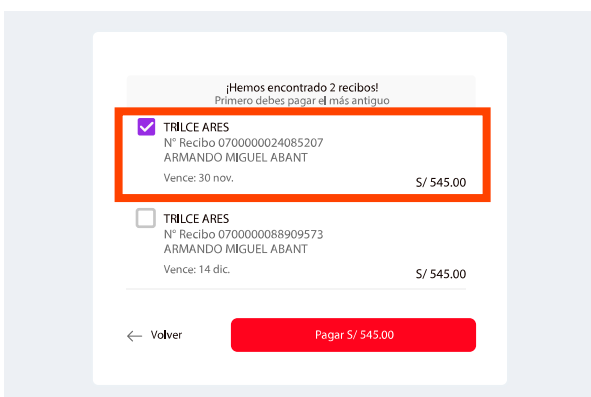 ¡Hemos encontrado 2 recibos!
Primero debes pagar el más antiguo
TRILCE ARES
N° Recibo 0700000024085207
ARMANDO MIGUEL ABANT
Vence: 30 nov.
S/ 545.00
TRILCE ARES
N° Recibo 0700000088909573
ARMANDO MIGUEL ABANT
Vence: 14 dic.
S/ 545.00
← Volver
Pagar S/ 545.00